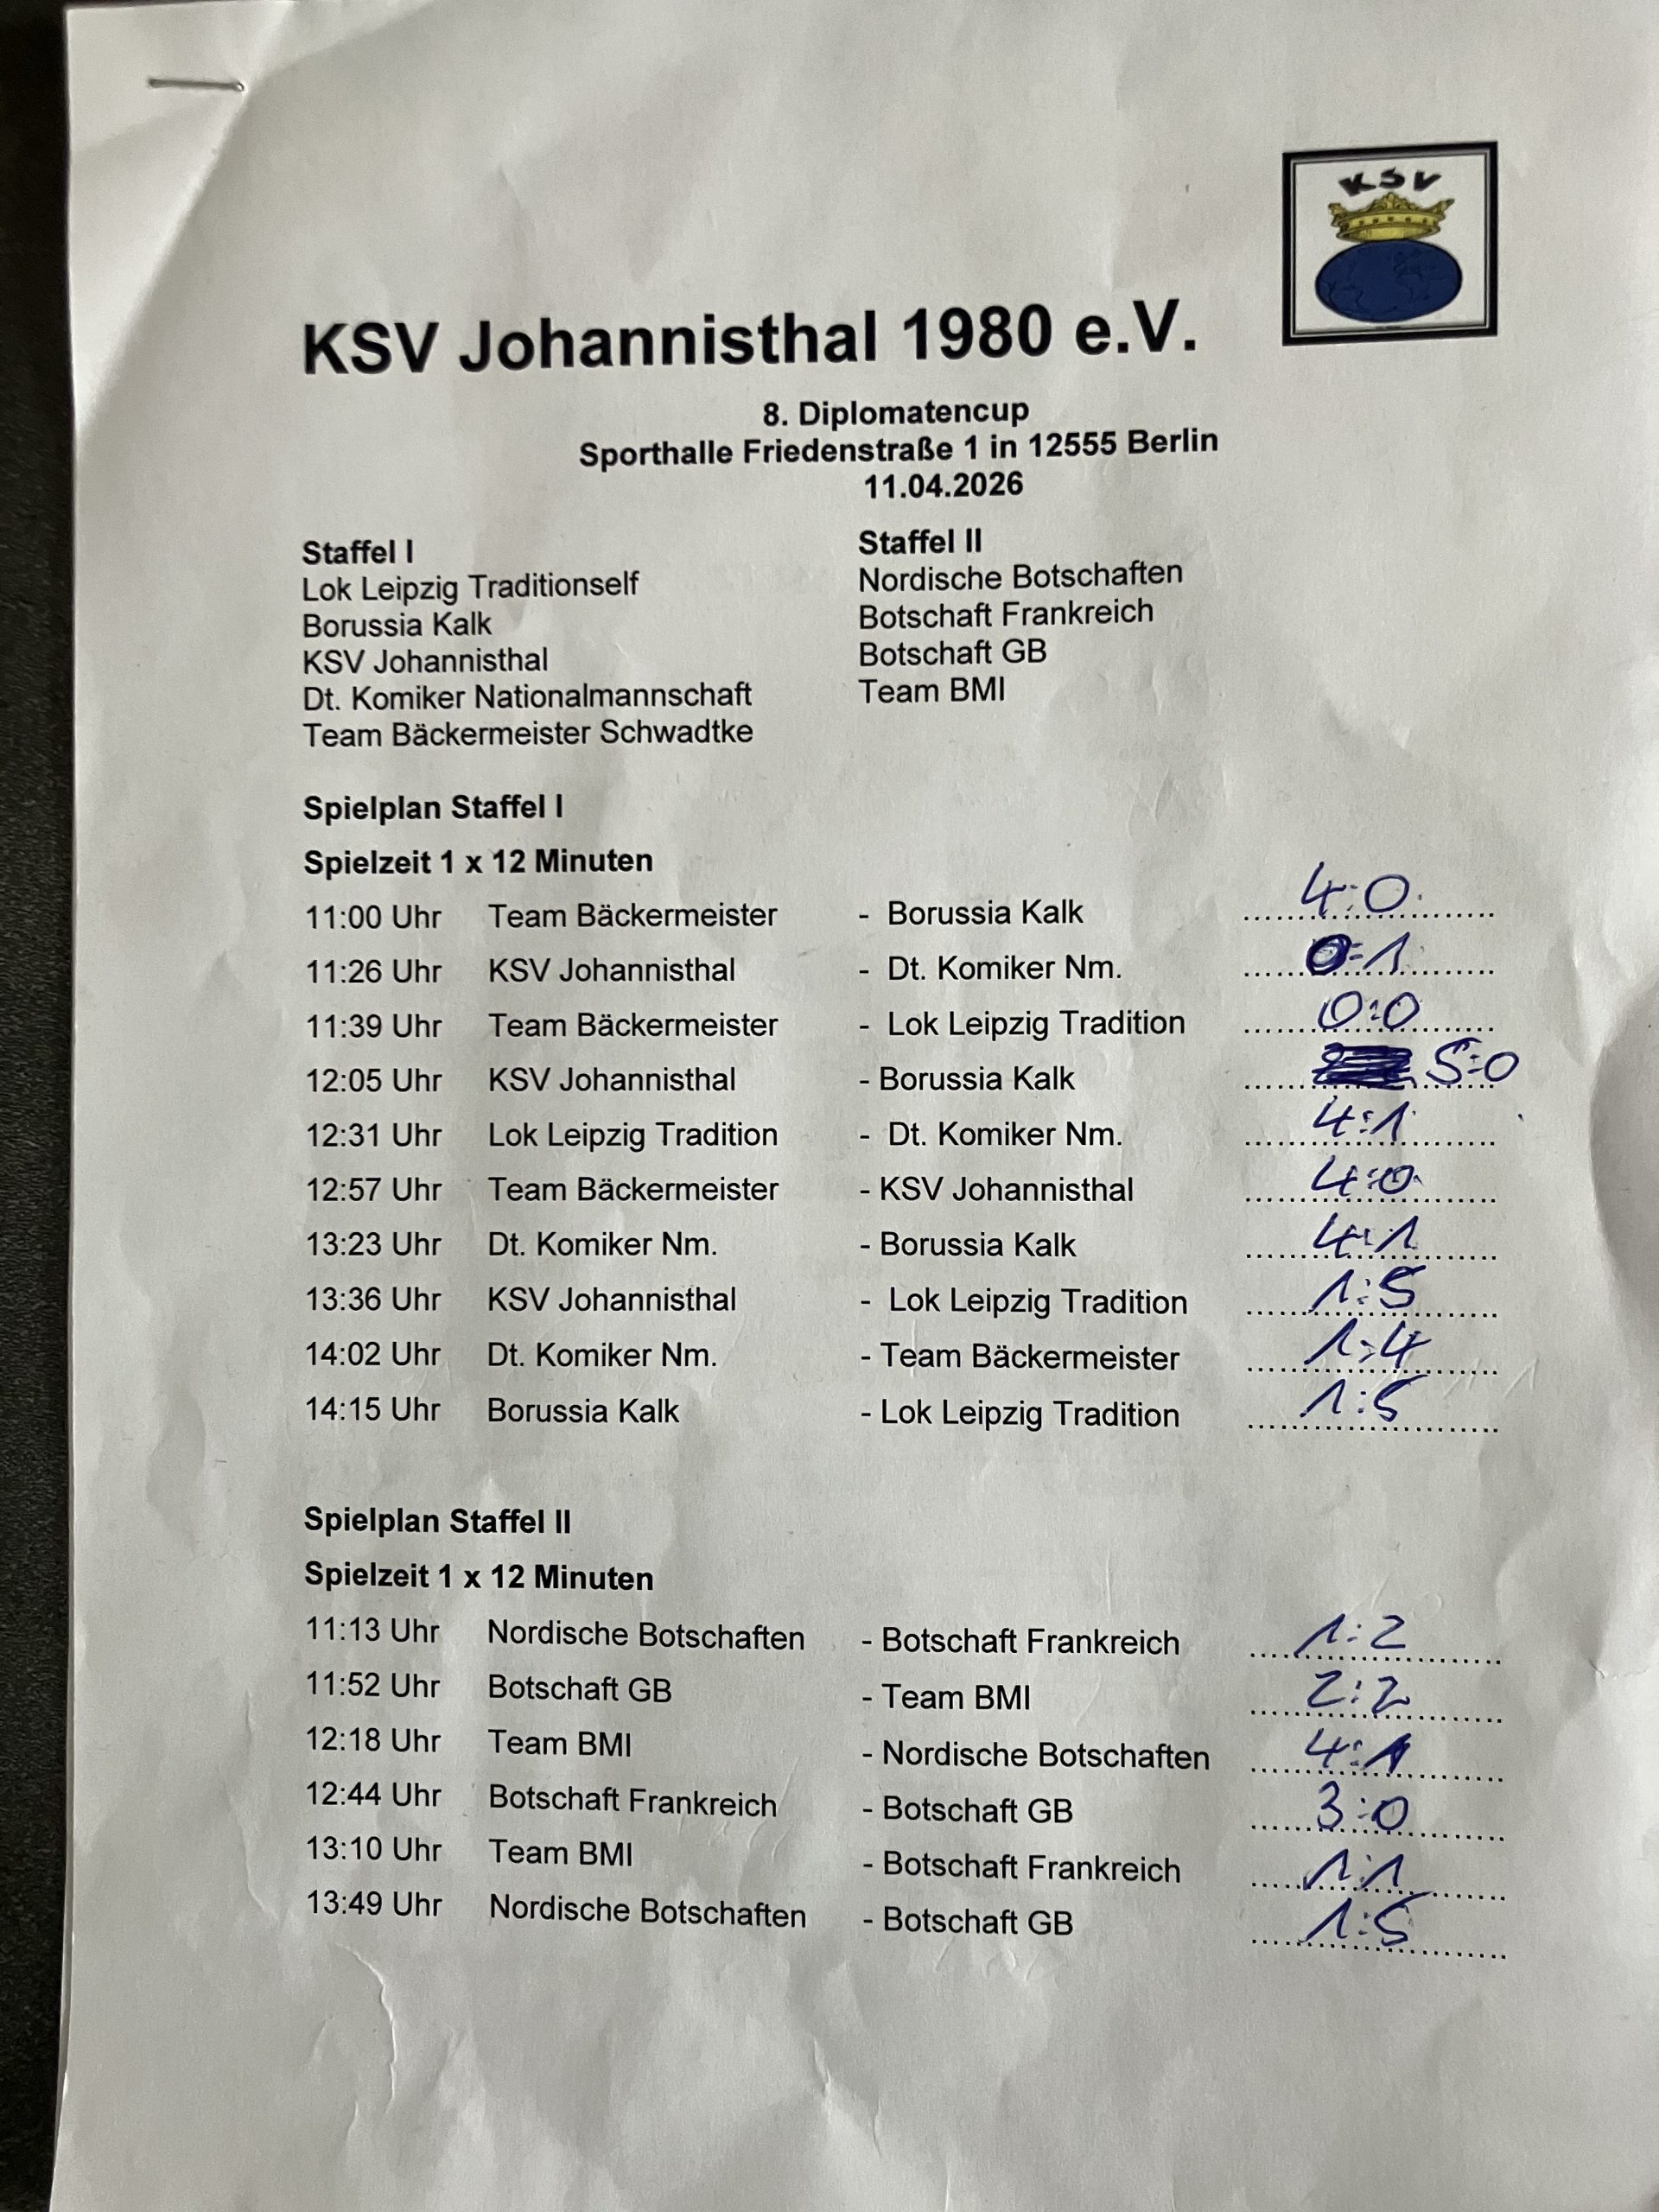 KSV
KSV Johannisthal 1980 e.V.
8. Diplomatencup
Sporthalle Friedenstraße 1 in 12555 Berlin
11.04.2026
Staffel I
Lok Leipzig Traditionself
Borussia Kalk
KSV Johannisthal
Dt. Komiker Nationalmannschaft
Team Bäckermeister Schwadtke
Staffel II
Nordische Botschaften
Botschaft Frankreich
Botschaft GB
Team BMI
Spielplan Staffel I
Spielzeit 1 x 12 Minuten
11:00 Uhr Team Bäckermeister - Borussia Kalk 4:0
11:26 Uhr KSV Johannisthal - Dt. Komiker Nm. 0:1
11:39 Uhr Team Bäckermeister - Lok Leipzig Tradition 0:0
12:05 Uhr KSV Johannisthal - Borussia Kalk 5:0
12:31 Uhr Lok Leipzig Tradition - Dt. Komiker Nm. 4:1
12:57 Uhr Team Bäckermeister - KSV Johannisthal 4:0
13:23 Uhr Dt. Komiker Nm. - Borussia Kalk 4:1
13:36 Uhr KSV Johannisthal - Lok Leipzig Tradition 1:5
14:02 Uhr Dt. Komiker Nm. - Team Bäckermeister 1:4
14:15 Uhr Borussia Kalk - Lok Leipzig Tradition 1:5
Spielplan Staffel II
Spielzeit 1 x 12 Minuten
11:13 Uhr Nordische Botschaften - Botschaft Frankreich 1:2
11:52 Uhr Botschaft GB - Team BMI 2:2
12:18 Uhr Team BMI - Nordische Botschaften 4:1
12:44 Uhr Botschaft Frankreich - Botschaft GB 3:0
13:10 Uhr Team BMI - Botschaft Frankreich 1:1
13:49 Uhr Nordische Botschaften - Botschaft GB 1:5